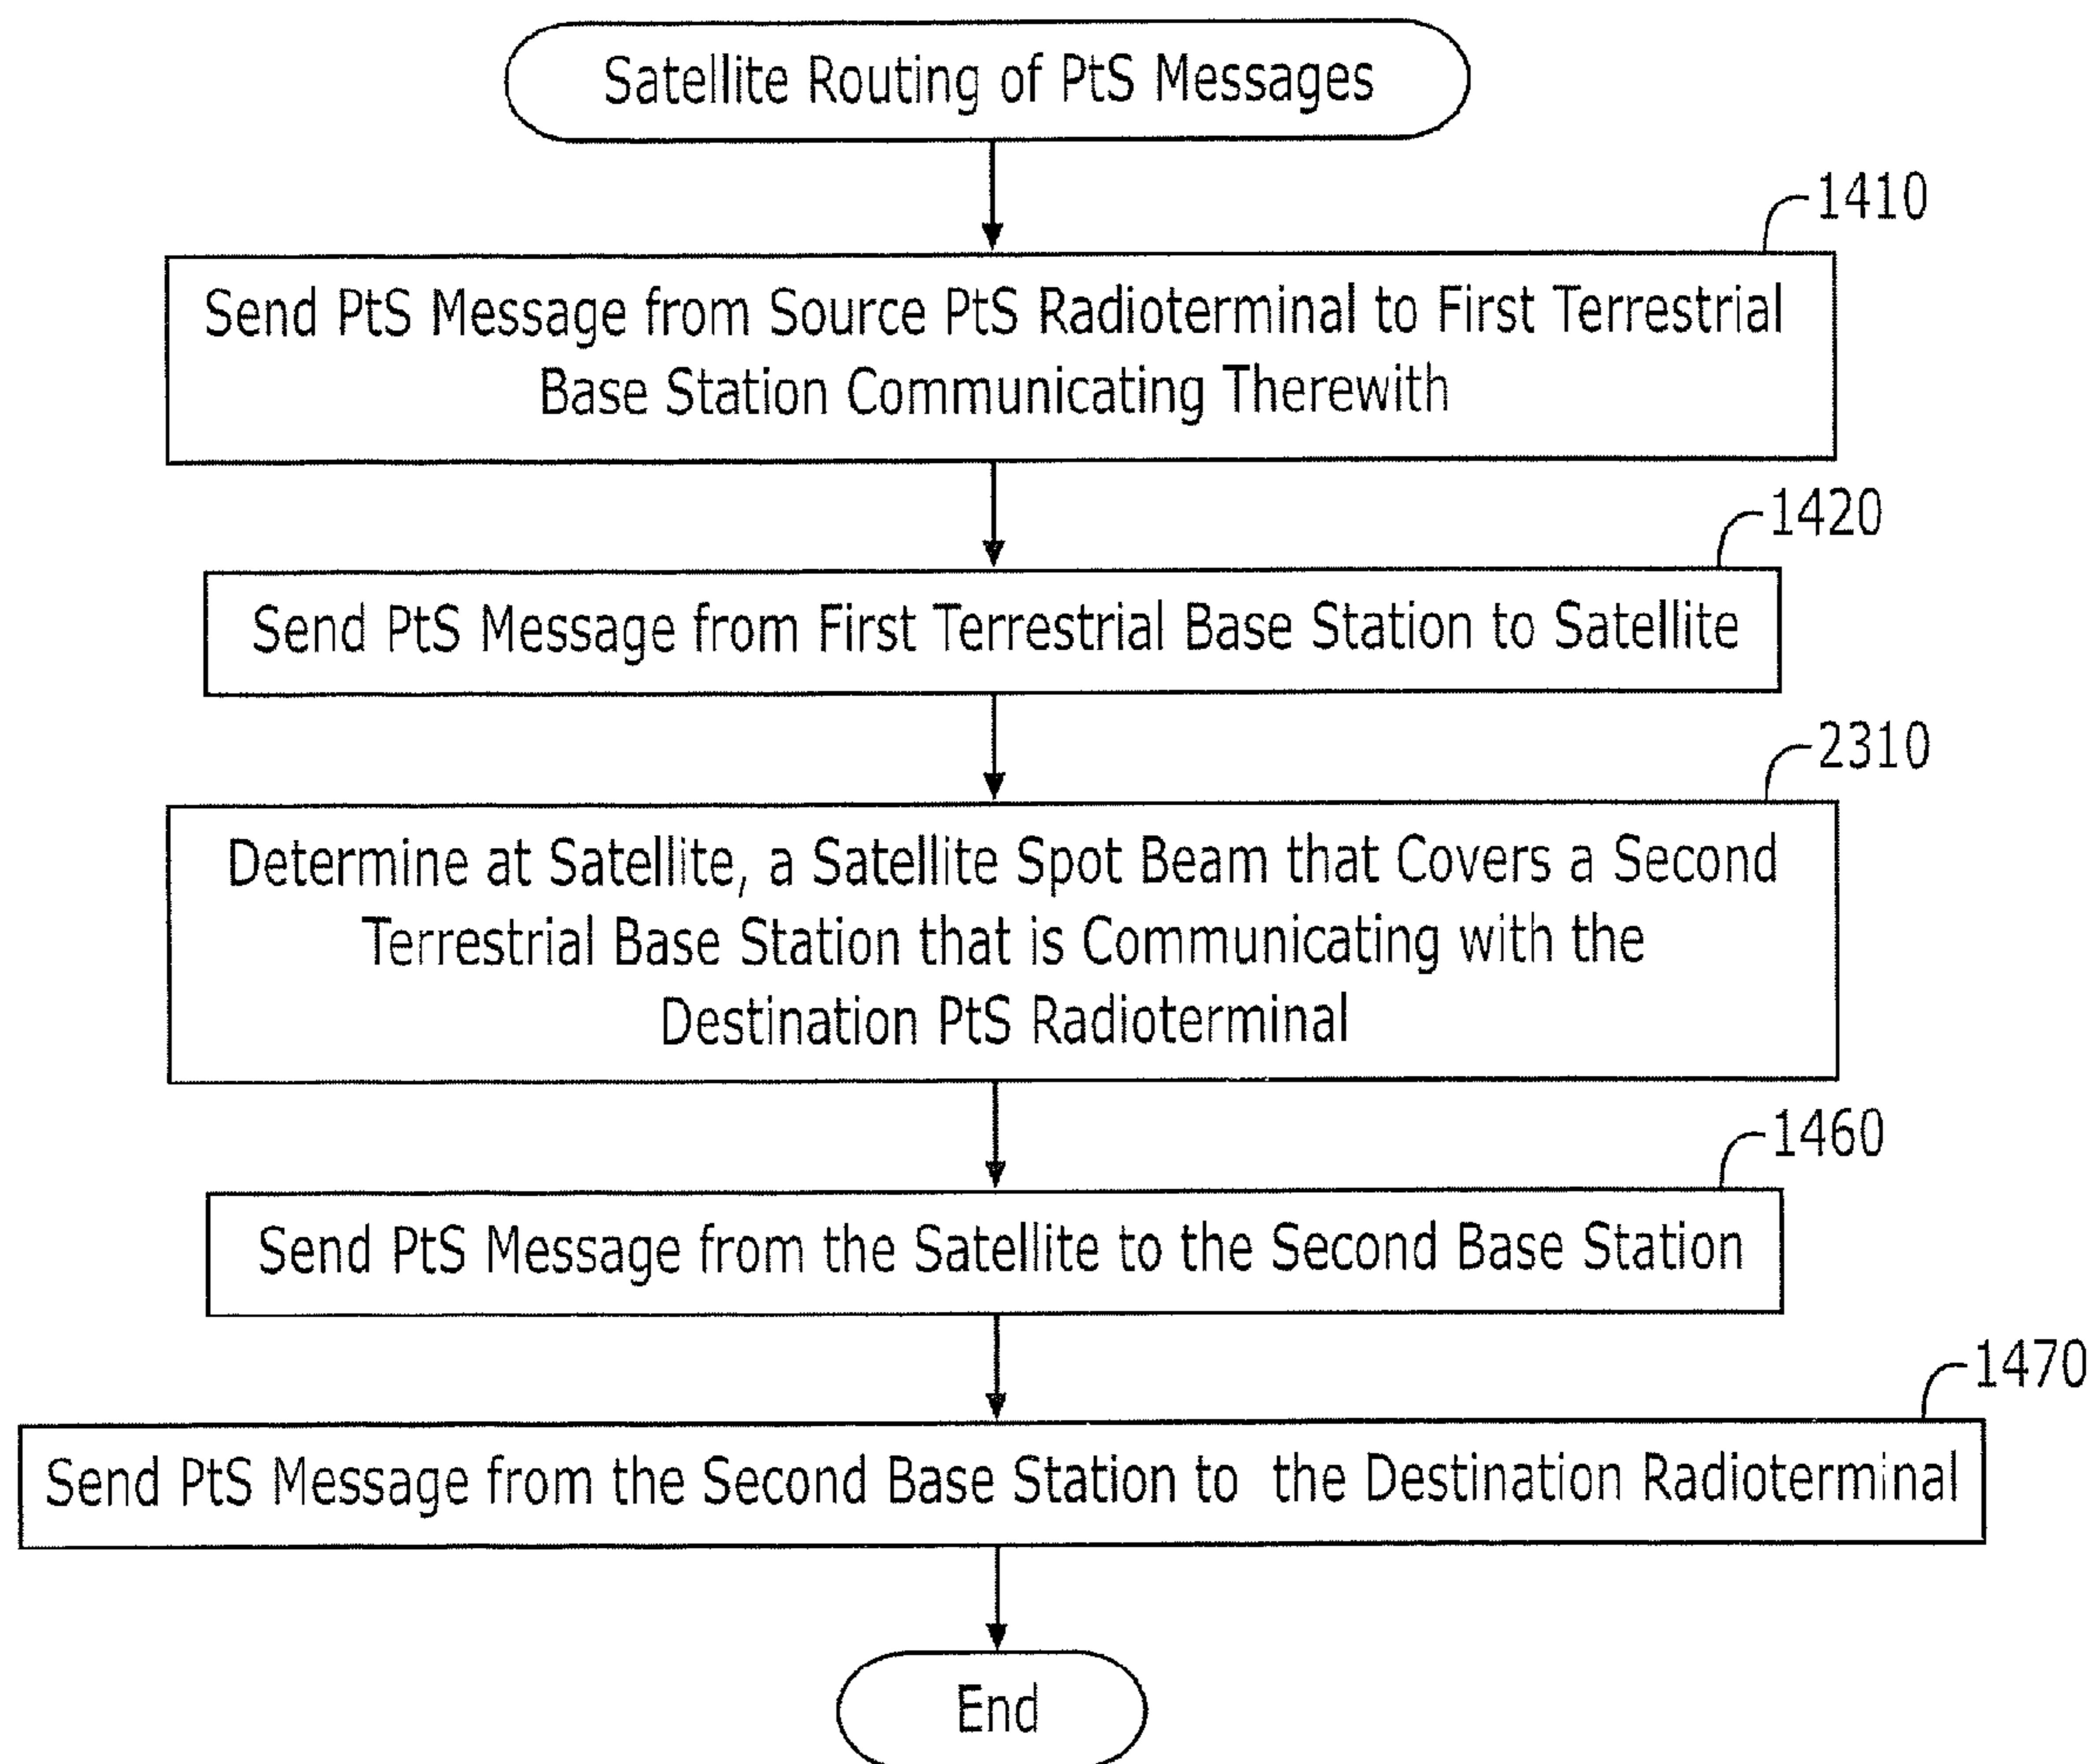 Satellite Routing of PtS Messages
1410
Send PtS Message from Source PtS Radioterminal to First Terrestrial
Base Station Communicating Therewith
1420
Send PtS Message from First Terrestrial Base Station to Satellite
2310
Determine at Satellite, a Satellite Spot Beam that Covers a Second
Terrestrial Base Station that is Communicating with the
Destination PtS Radioterminal
1460
Send PtS Message from the Satellite to the Second Base Station
1470
Send PtS Message from the Second Base Station to the Destination Radioterminal
End